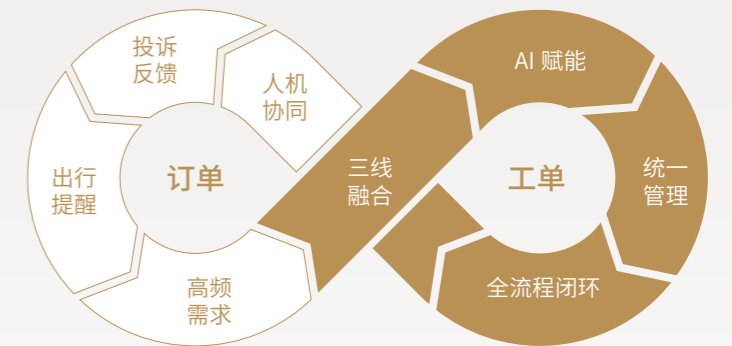 投诉
反馈
人机
协同
出行
提醒
订单
高频
需求
三线
融合
AI 赋能
工单
统一
管理
全流程闭环